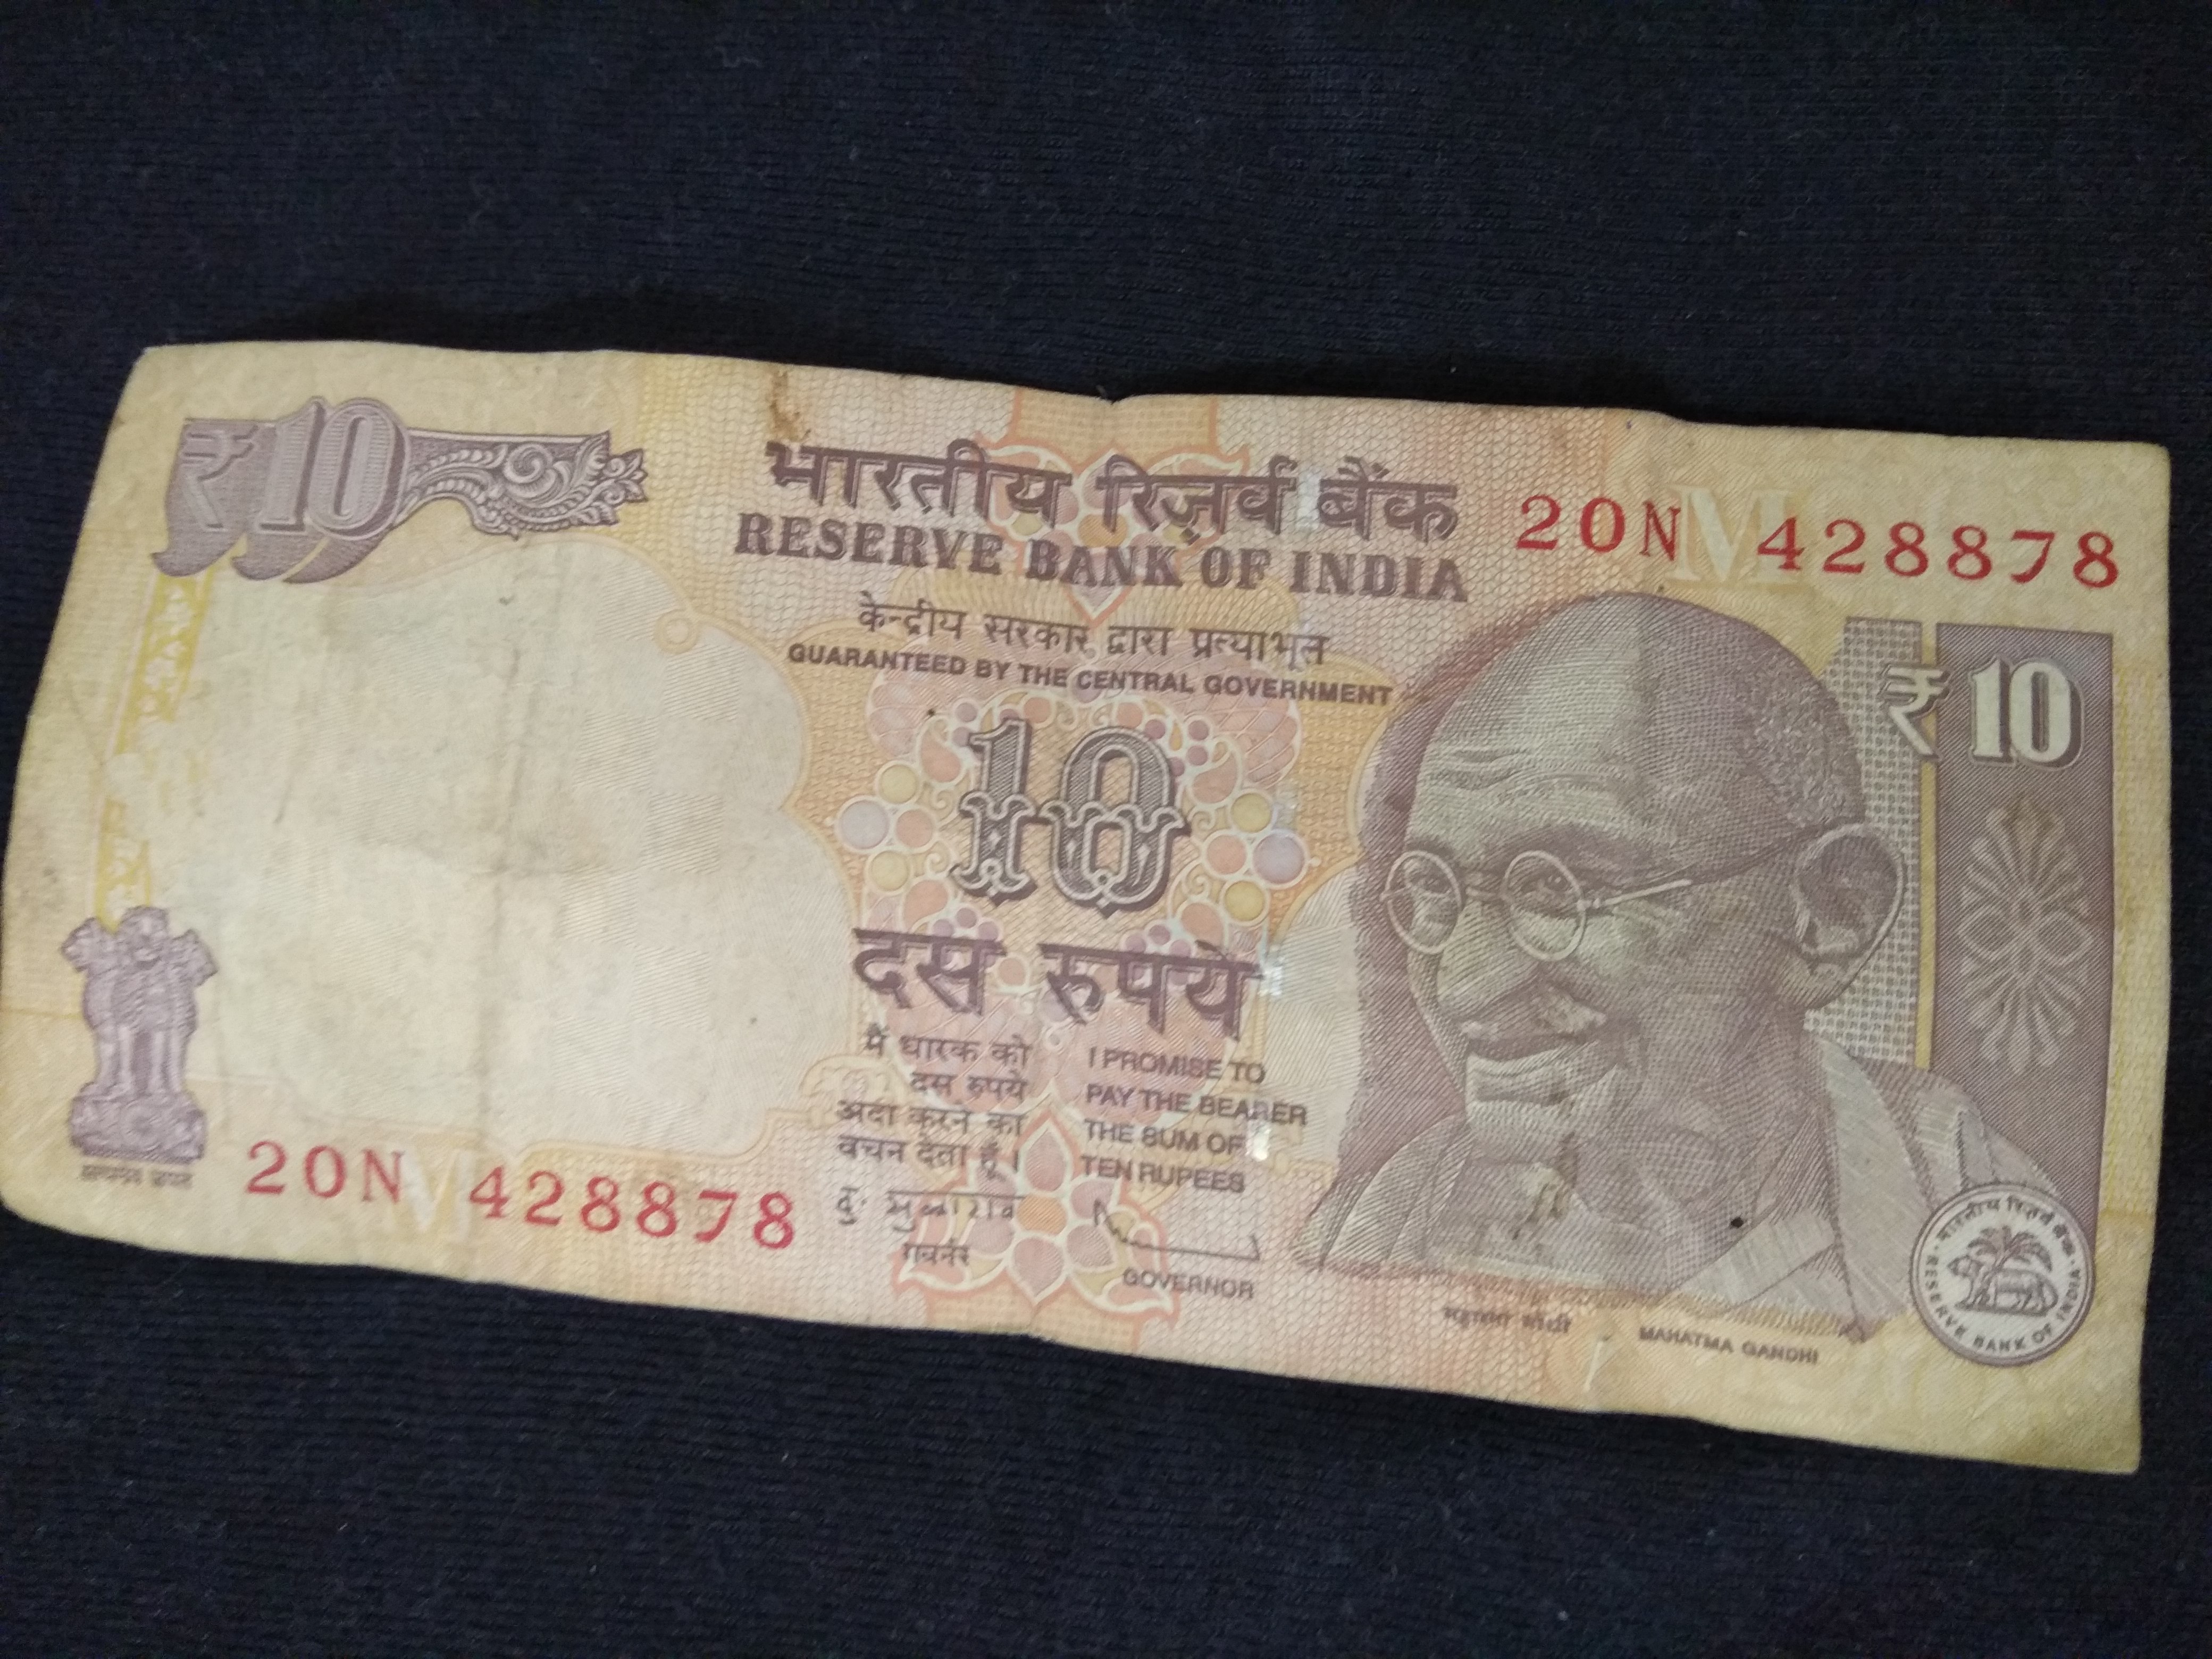 ₹10
भारतीय रिज़र्व बैंक
RESERVE BANK OF INDIA
20N 428878
केन्द्रीय सरकार द्वारा प्रत्याभूत
GUARANTEED BY THE CENTRAL GOVERNMENT
M
₹10
10
दस रुपये
मैं धारक को
दस रुपये
अदा करने का
वचन देता हूँ।
I PROMISE TO
PAY THE BEARER
THE SUM OF
TEN RUPEES
सत्यमेव जयते
20N 428878
M
दु. सुब्बाराव
गवर्नर
GOVERNOR
महात्मा गाँधी
MAHATMA GANDHI
भारतीय रिज़र्व बैंक
RESERVE BANK OF INDIA